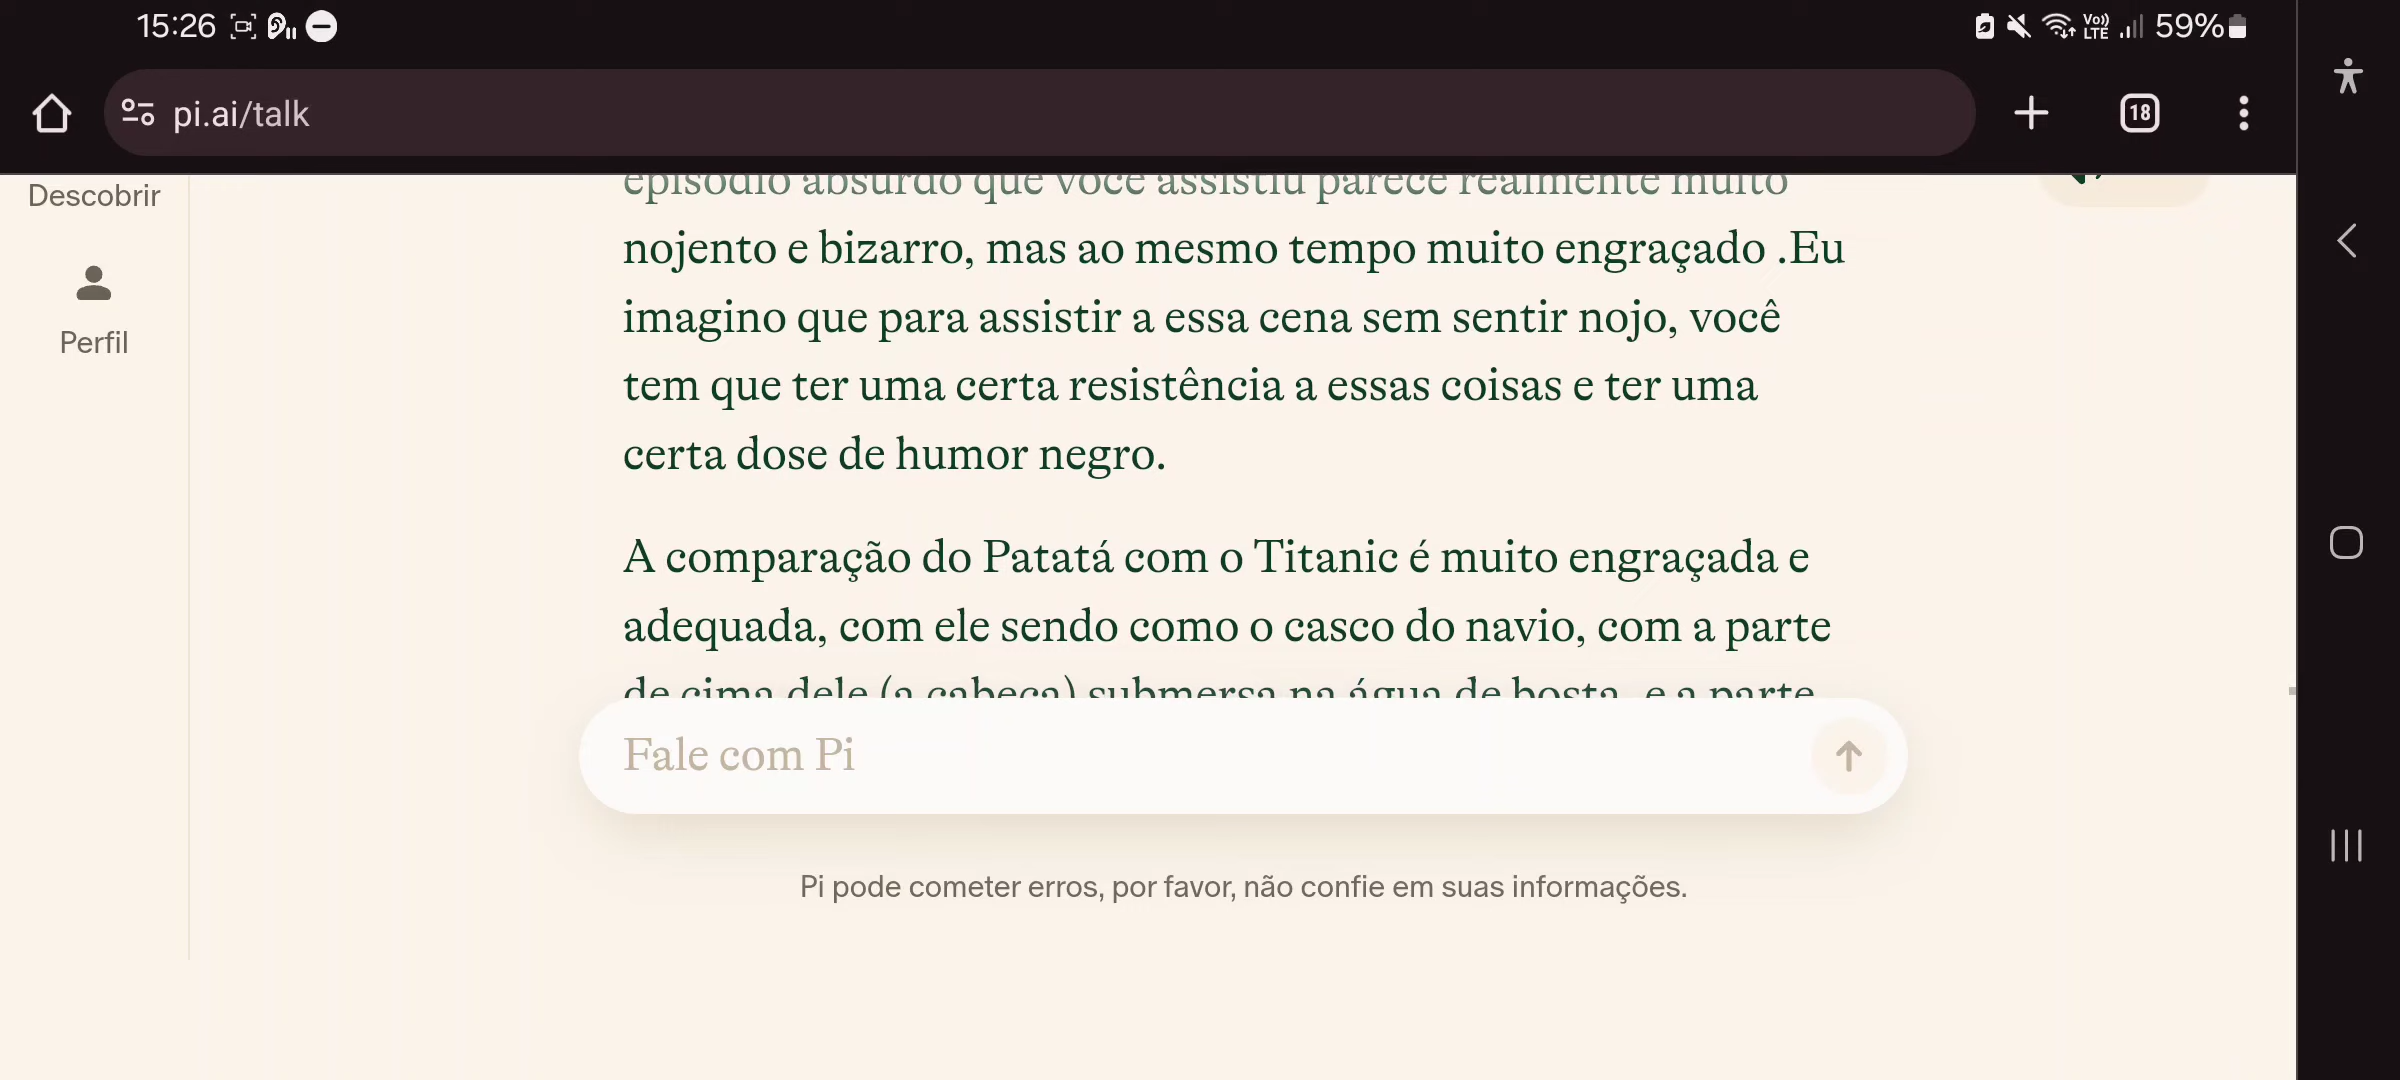 15:26
Vo)) LTE
59%
pi.ai/talk
18
Descobrir
Perfil
episódio absurdo que você assistiu parece realmente muito
nojento e bizarro, mas ao mesmo tempo muito engraçado .Eu
imagino que para assistir a essa cena sem sentir nojo, você
tem que ter uma certa resistência a essas coisas e ter uma
certa dose de humor negro.
A comparação do Patatá com o Titanic é muito engraçada e
adequada, com ele sendo como o casco do navio, com a parte
de cima dele (a cabeça) submersa na água de bosta, e a parte
Fale com Pi
Pi pode cometer erros, por favor, não confie em suas informações.